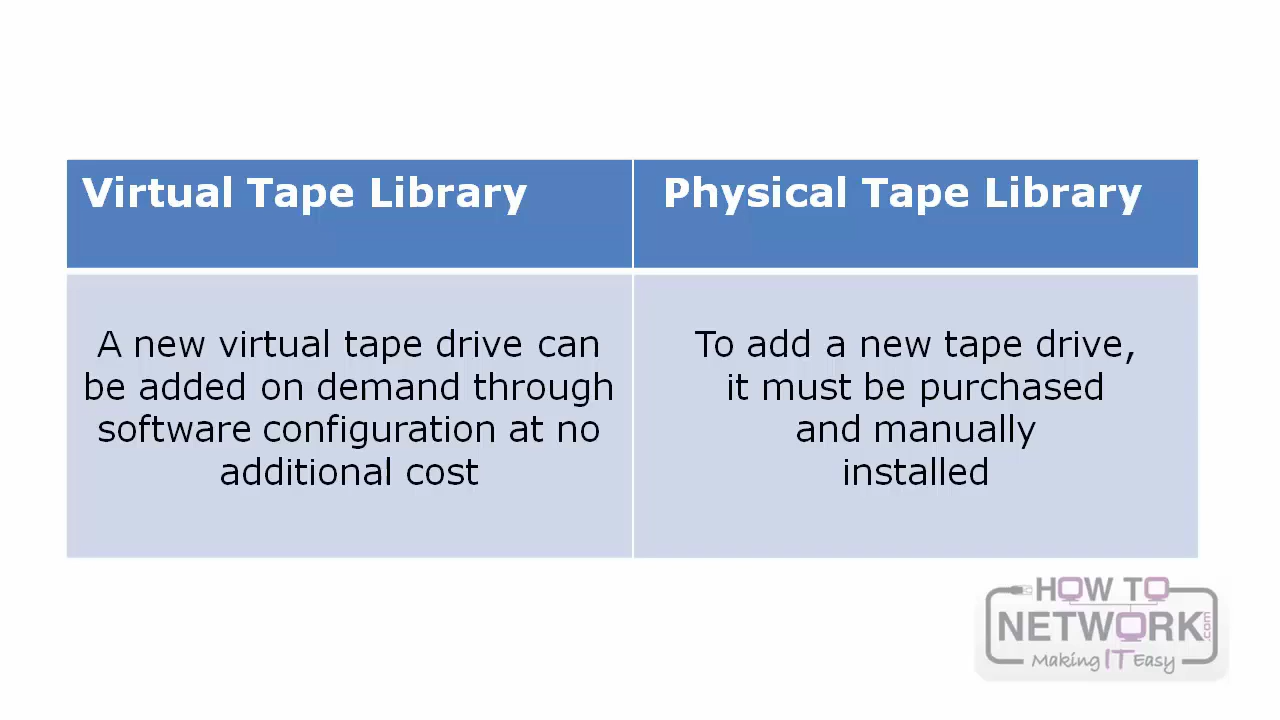 Virtual Tape Library
Physical Tape Library
A new virtual tape drive can
be added on demand through
software configuration at no
additional cost
To add a new tape drive,
it must be purchased
and manually
installed
HOW TO
NETWORK.com
Making IT Easy